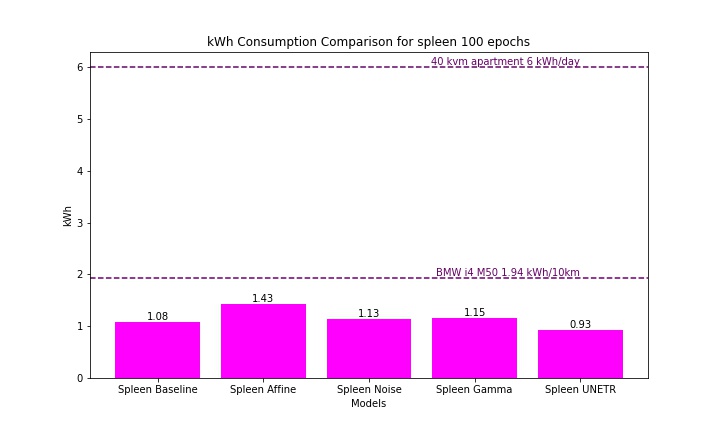 kWh Consumption Comparison for spleen 100 epochs
6
40 kvm apartment 6 kWh/day
5
4
kWh
3
2
BMW i4 M50 1.94 kWh/10km
1.08
1.43
1.13
1.15
0.93
1
0
Spleen Baseline
Spleen Affine
Spleen Noise
Spleen Gamma
Spleen UNETR
Models